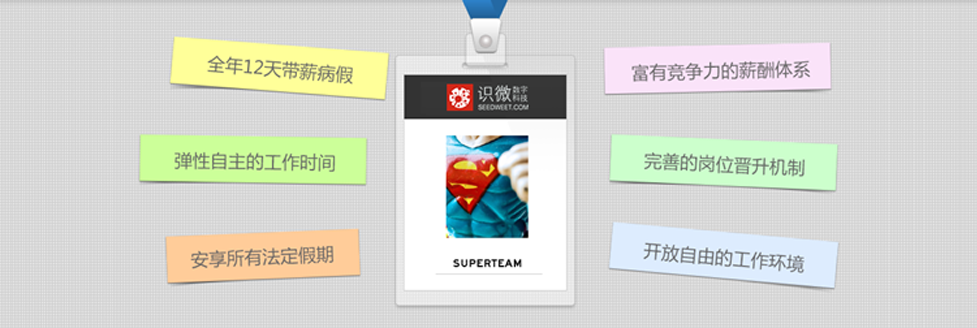 全年12天带薪病假
弹性自主的工作时间
安享所有法定假期
识微数字科技
SEEDWEET.COM
SUPERTEAM
富有竞争力的薪酬体系
完善的岗位晋升机制
开放自由的工作环境